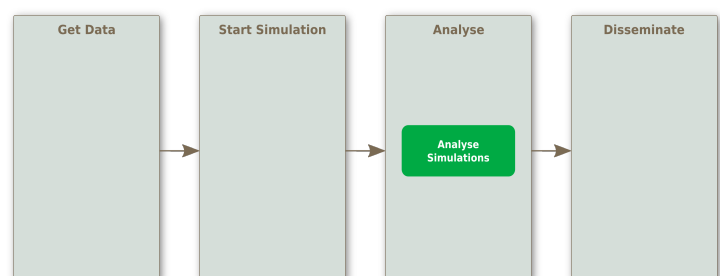 Get Data
Start Simulation
Analyse
Disseminate
Analyse
Simulations